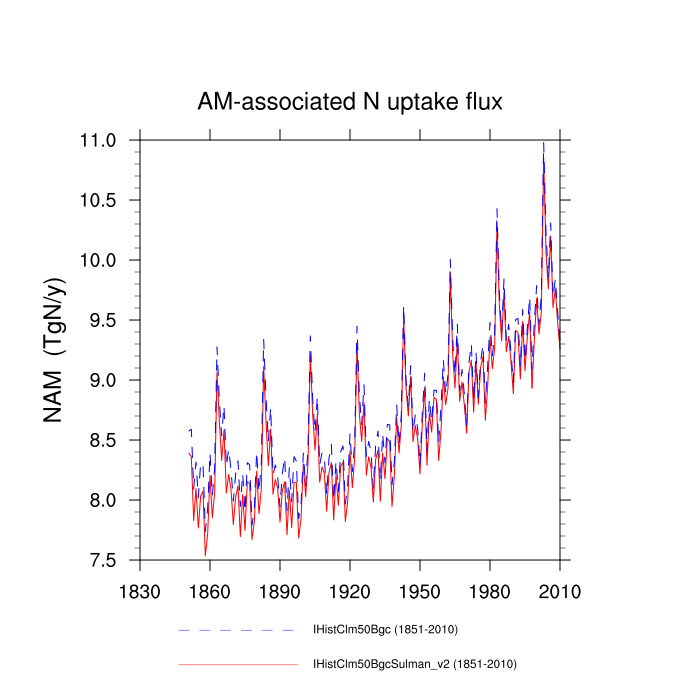 AM-associated N uptake flux
NAM (TgN/y)
11.0
10.5
10.0
9.5
9.0
8.5
8.0
7.5
1830 1860 1890 1920 1950 1980 2010
IHistClm50Bgc (1851-2010)
IHistClm50BgcSulman_v2 (1851-2010)